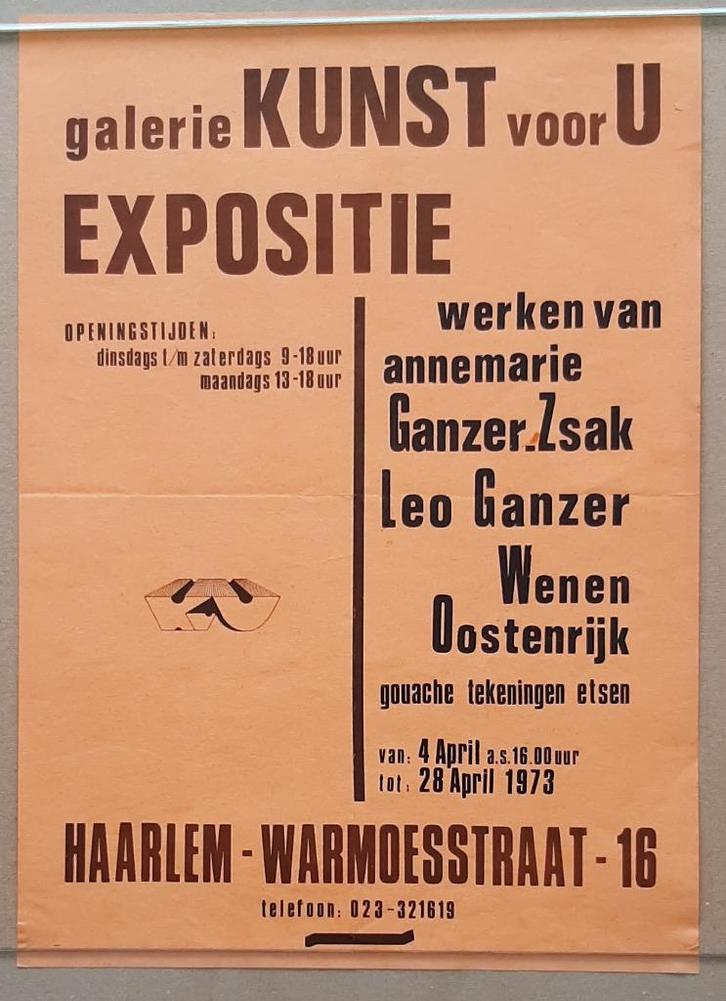 galerie KUNST voor U
EXPOSITIE
OPENINGSTIJDEN:
dinsdags t/m zaterdags 9-18 uur
maandags 13-18 uur
werken van
annemarie
Ganzer-Zsak
Leo Ganzer
Wenen
Oostenrijk
gouache tekeningen etsen
van: 4 April a.s. 16.00 uur
tot: 28 April 1973
HAARLEM - WARMOESSTRAAT - 16
telefoon: 023-321619